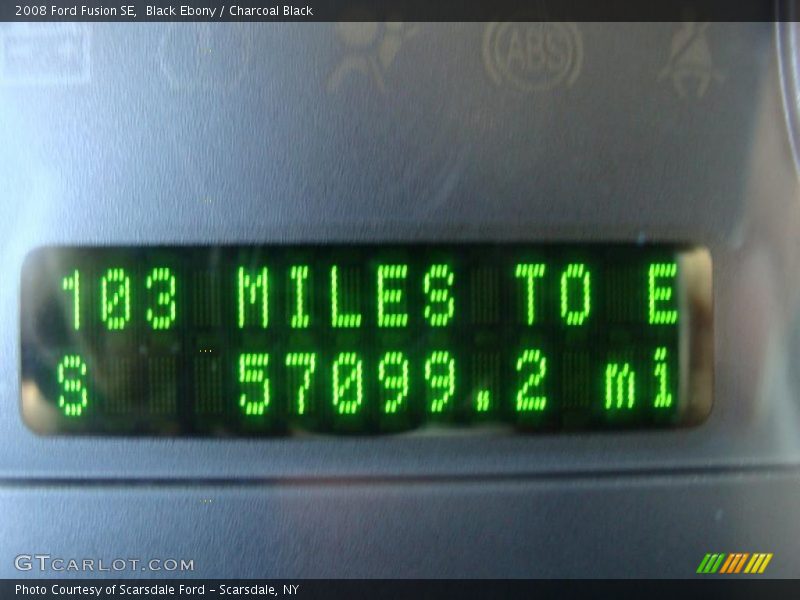 2008 Ford Fusion SE, Black Ebony / Charcoal Black
ABS
103 MILES TO E
S 57099.2 mi
GTCARLOT.COM
Photo Courtesy of Scarsdale Ford - Scarsdale, NY